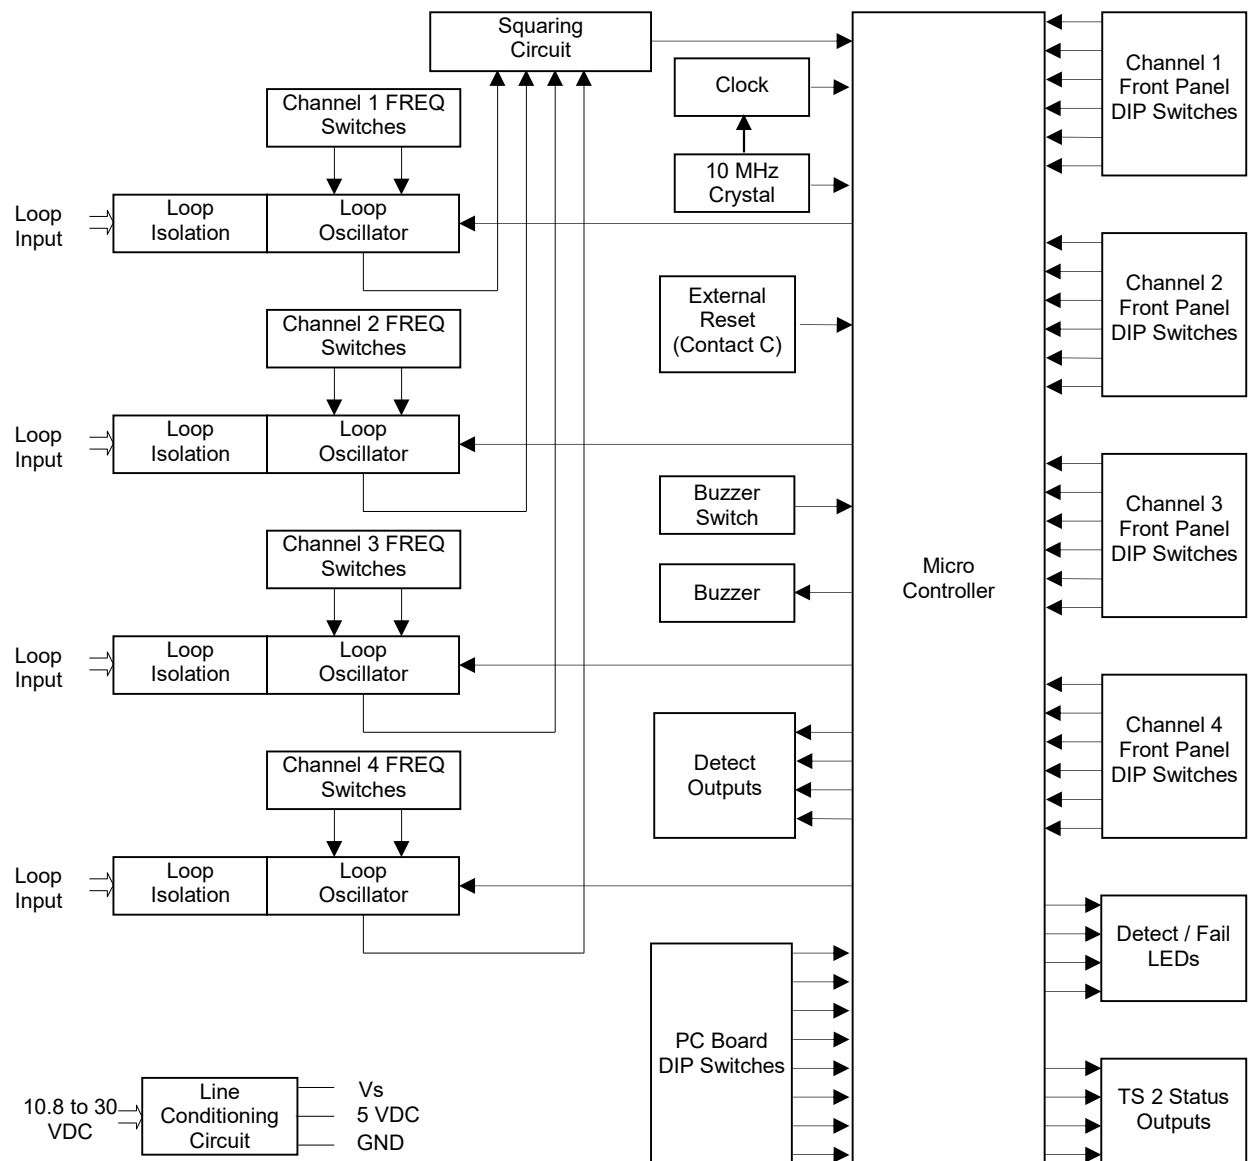 Squaring
Circuit
Clock
10 MHz
Crystal
Channel 1 FREQ
Switches
Loop
Input
Loop
Isolation
Loop
Oscillator
External
Reset
(Contact C)
Channel 2 FREQ
Switches
Loop
Input
Loop
Isolation
Loop
Oscillator
Buzzer
Switch
Channel 3 FREQ
Switches
Buzzer
Loop
Input
Loop
Isolation
Loop
Oscillator
Detect
Outputs
Channel 4 FREQ
Switches
Loop
Input
Loop
Isolation
Loop
Oscillator
PC Board
DIP Switches
10.8 to 30
VDC
Line
Conditioning
Circuit
Vs
5 VDC
GND
Micro
Controller
Channel 1
Front Panel
DIP Switches
Channel 2
Front Panel
DIP Switches
Channel 3
Front Panel
DIP Switches
Channel 4
Front Panel
DIP Switches
Detect / Fail
LEDs
TS 2 Status
Outputs